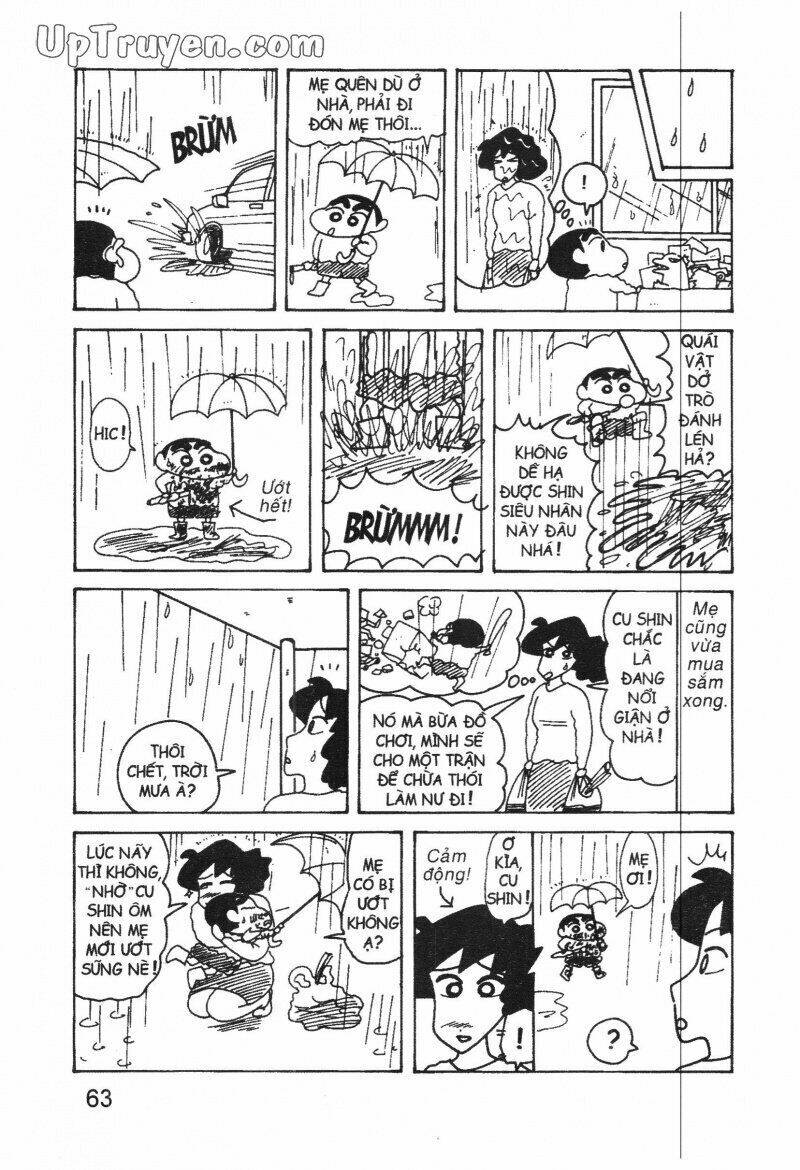 UpTruyen.com
!
MẸ QUÊN DÙ Ở
NHÀ, PHẢI ĐI
ĐÓN MẸ THÔI...
BRỪM
QUÁI
VẬT
DỞ
TRÒ
ĐÁNH
LÉN
HẢ?
KHÔNG
DỄ HẠ
ĐƯỢC SHIN
SIÊU NHÂN
NÀY ĐÂU
NHÁ!
BRỪMMM!
HIC!
Ướt
hết!
Mẹ
cũng
vừa
mua
sắm
xong.
CU SHIN
CHẮC
LÀ
ĐANG
NỔI
GIẬN Ở
NHÀ!
NÓ MÀ BỪA ĐỒ
CHƠI, MÌNH SẼ
CHO MỘT TRẬN
ĐỂ CHỪA THÓI
LÀM NƯ ĐI!
THÔI
CHẾT, TRỜI
MƯA À?
MẸ
ƠI!
?
Ơ
KÌA,
CU
SHIN!
Cảm
động!
!
MẸ
CÓ BỊ
ƯỚT
KHÔNG
Ạ?
LÚC NẤY
THÌ KHÔNG,
"NHỜ" CU
SHIN ÔM
NÊN MẸ
MỚI ƯỚT
SŨNG NÈ!
63